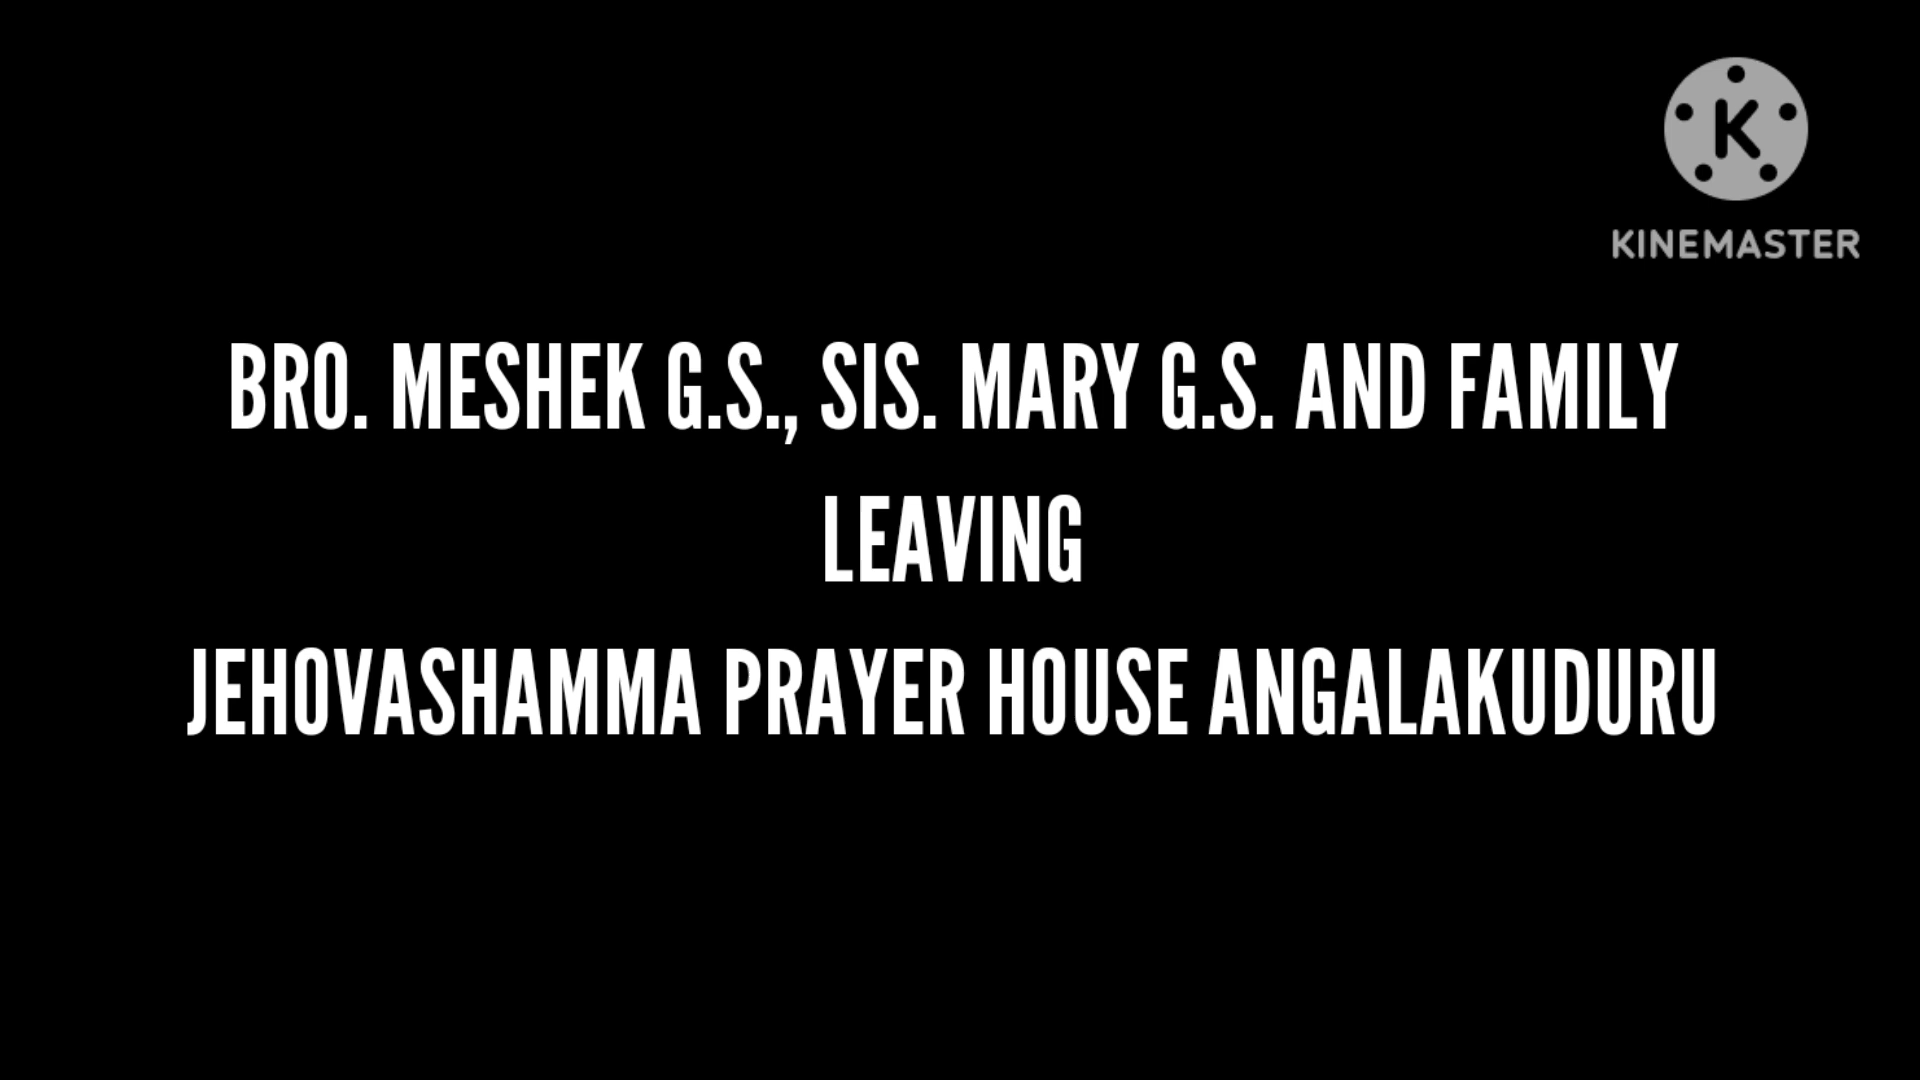 K
KINEMASTER
BRO. MESHEK G.S., SIS. MARY G.S. AND FAMILY
LEAVING
JEHOVASHAMMA PRAYER HOUSE ANGALAKUDURU